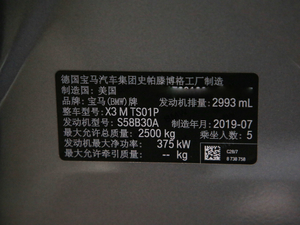 德国宝马汽车集团史帕滕博格工厂制造
制造国: 美国
品牌: 宝马(BMW)牌 发动机排量: 2993 mL
整车型号: X3 M TS01P
发动机型号: S58B30A 制造年月: 2019-07
最大允许总质量: 2500 kg 乘坐人数: 5
发动机最大净功率: 375 kW
最大允许牵引质量: -- kg